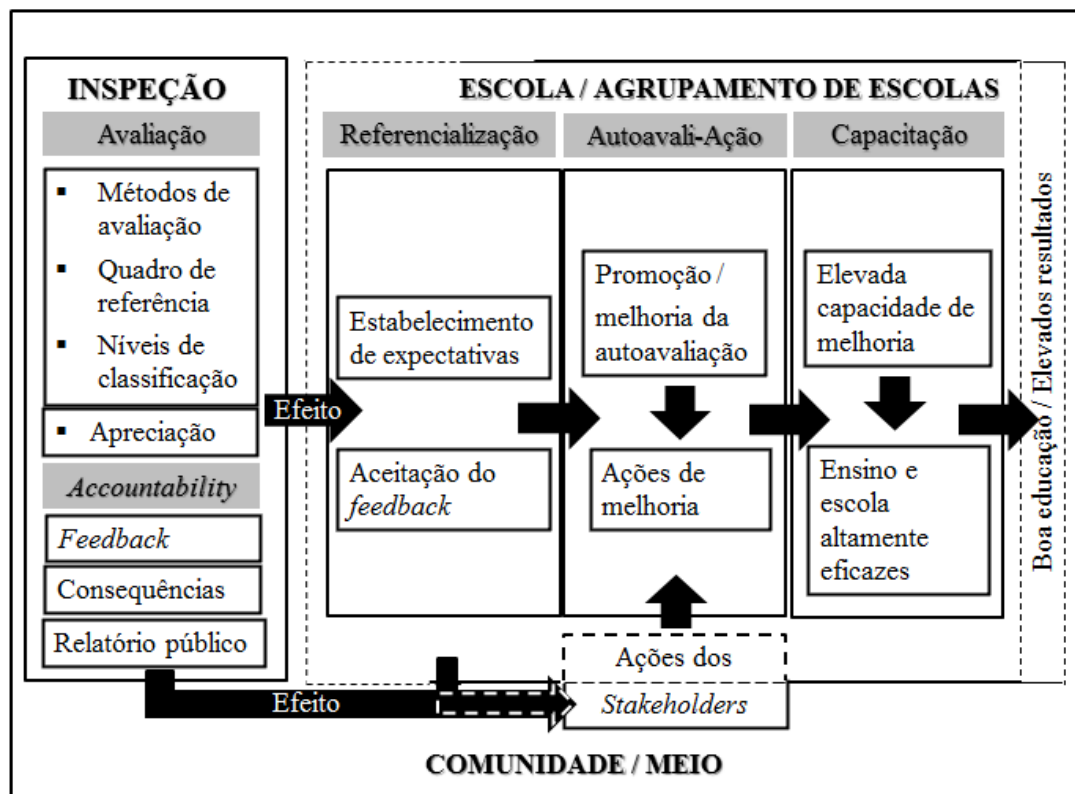 INSPEÇÃO
Avaliação
▪ Métodos de
avaliação
▪ Quadro de
referência
▪ Níveis de
classificação
▪ Apreciação
Accountability
Feedback
Consequências
Relatório público
Efeito
Efeito
ESCOLA / AGRUPAMENTO DE ESCOLAS
Referencialização
Estabelecimento
de expectativas
Aceitação do
feedback
Autoavali-Ação
Promoção /
melhoria da
autoavaliação
Ações de
melhoria
Ações dos
Stakeholders
Capacitação
Elevada
capacidade de
melhoria
Ensino e
escola
altamente
eficazes
Boa educação / Elevados resultados
COMUNIDADE / MEIO